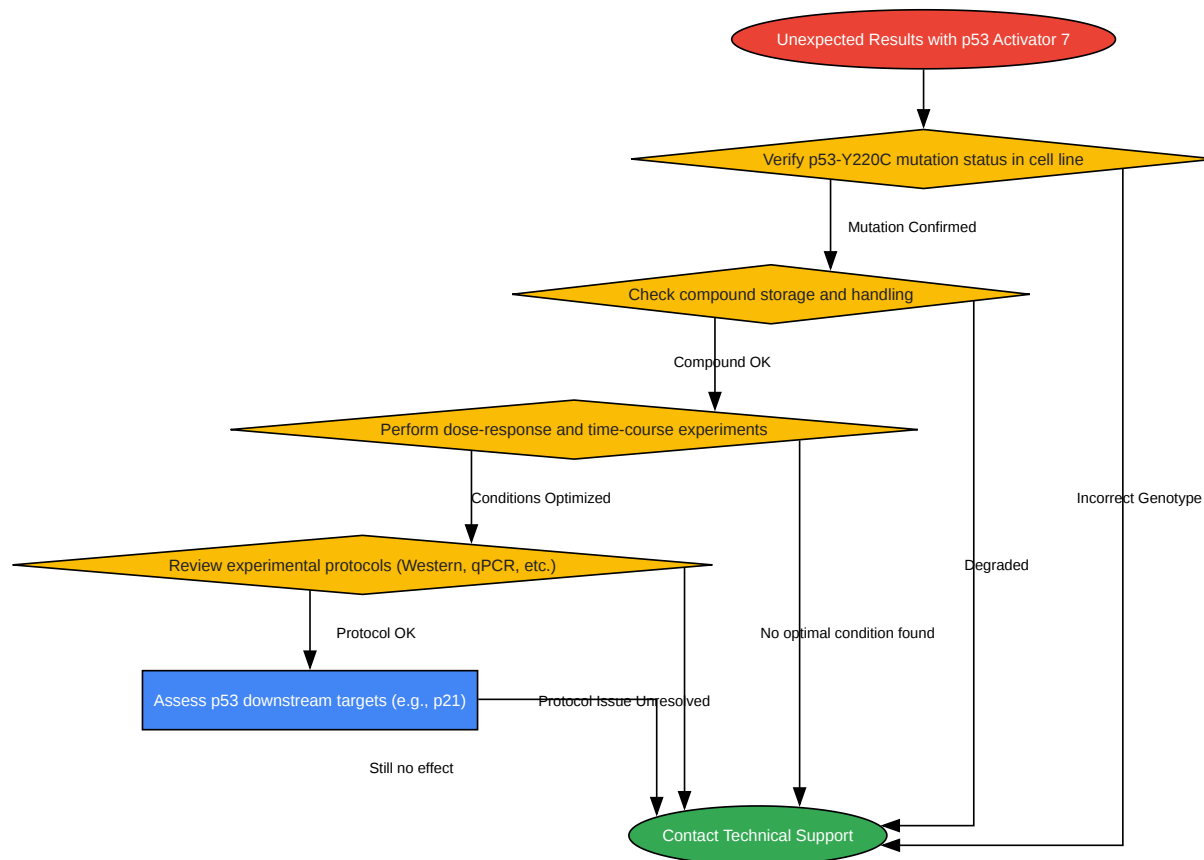 Unexpected Results with p53 Activator 7
Verify p53-Y220C mutation status in cell line
Mutation Confirmed
Check compound storage and handling
Compound OK
Perform dose-response and time-course experiments
Conditions Optimized
Incorrect Genotype
Review experimental protocols (Western, qPCR, etc.)
Degraded
Protocol OK
No optimal condition found
Assess p53 downstream targets (e.g., p21)
Protocol Issue Unresolved
Still no effect
Contact Technical Support